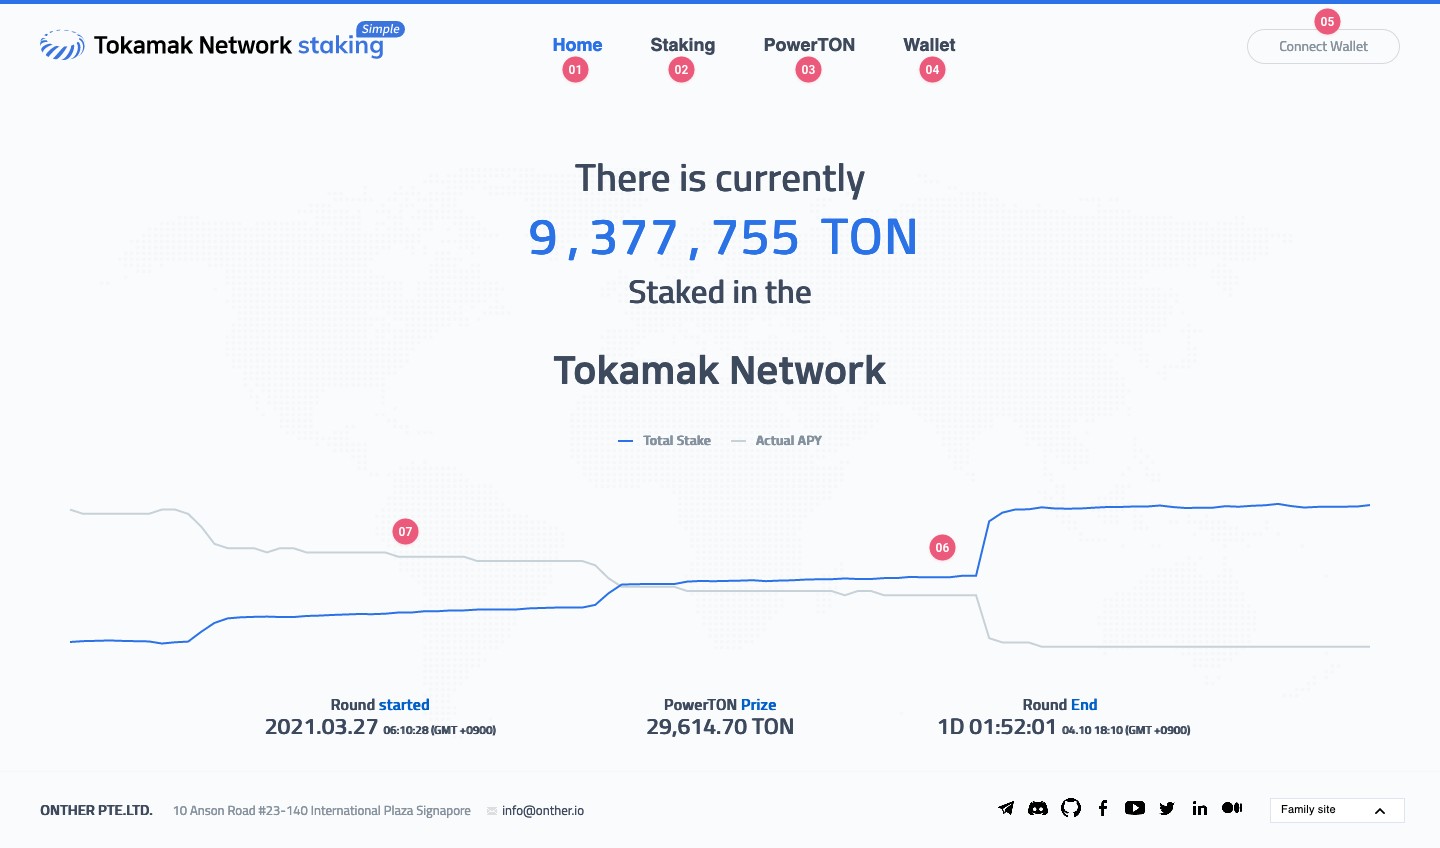 Tokamak Network staking Simple
Home Staking PowerTON Wallet Connect Wallet
01 02 03 04 05
There is currently
9,377,755 TON
Staked in the
Tokamak Network
Total Stake Actual APY
07
06
Round started
2021.03.27 06:10:28 (GMT +0900)
PowerTON Prize
29,614.70 TON
Round End
1D 01:52:01 04.10 18:10 (GMT +0900)
ONTHER PTE.LTD. 10 Anson Road #23-140 International Plaza Signapore info@onther.io Family site